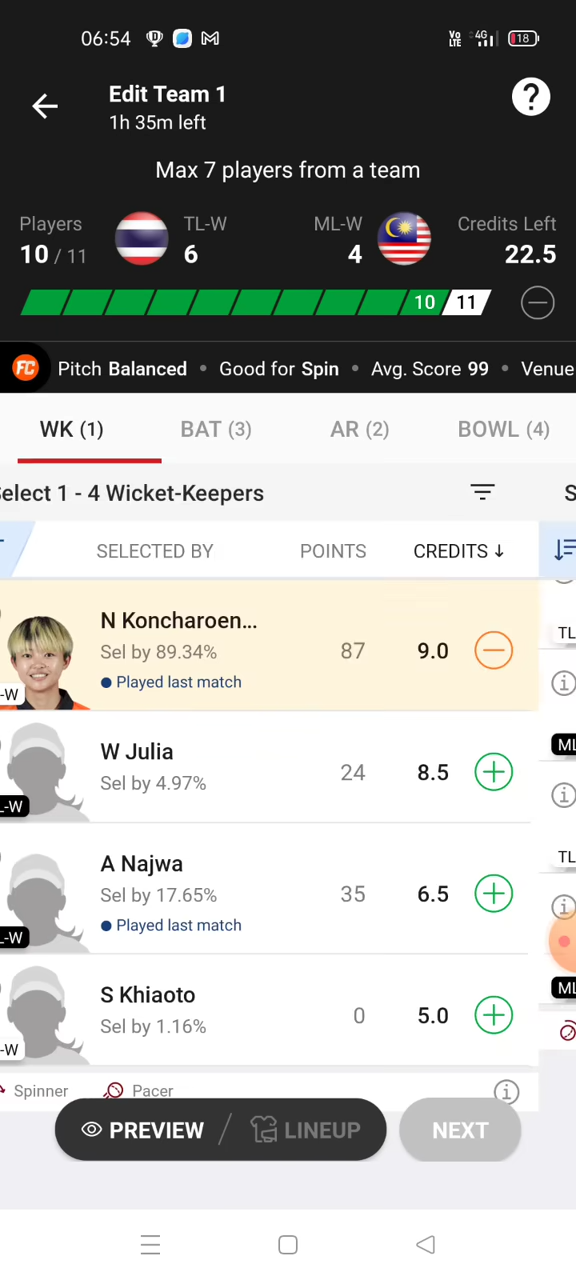 06:54
Vo LTE 4G 18
Edit Team 1
1h 35m left
?
Max 7 players from a team
Players TL-W ML-W Credits Left
10 / 11 6 4 22.5
10 11
FC Pitch Balanced • Good for Spin • Avg. Score 99 • Venue
WK (1) BAT (3) AR (2) BOWL (4)
elect 1 - 4 Wicket-Keepers S
SELECTED BY POINTS CREDITS ↓
N Koncharoen...
Sel by 89.34% 87 9.0
Played last match
-W
TL
W Julia
Sel by 4.97% 24 8.5
L-W
ML
A Najwa
Sel by 17.65% 35 6.5
Played last match
L-W
TL
S Khiaoto
Sel by 1.16% 0 5.0
-W
ML
Spinner Pacer
PREVIEW / LINEUP NEXT